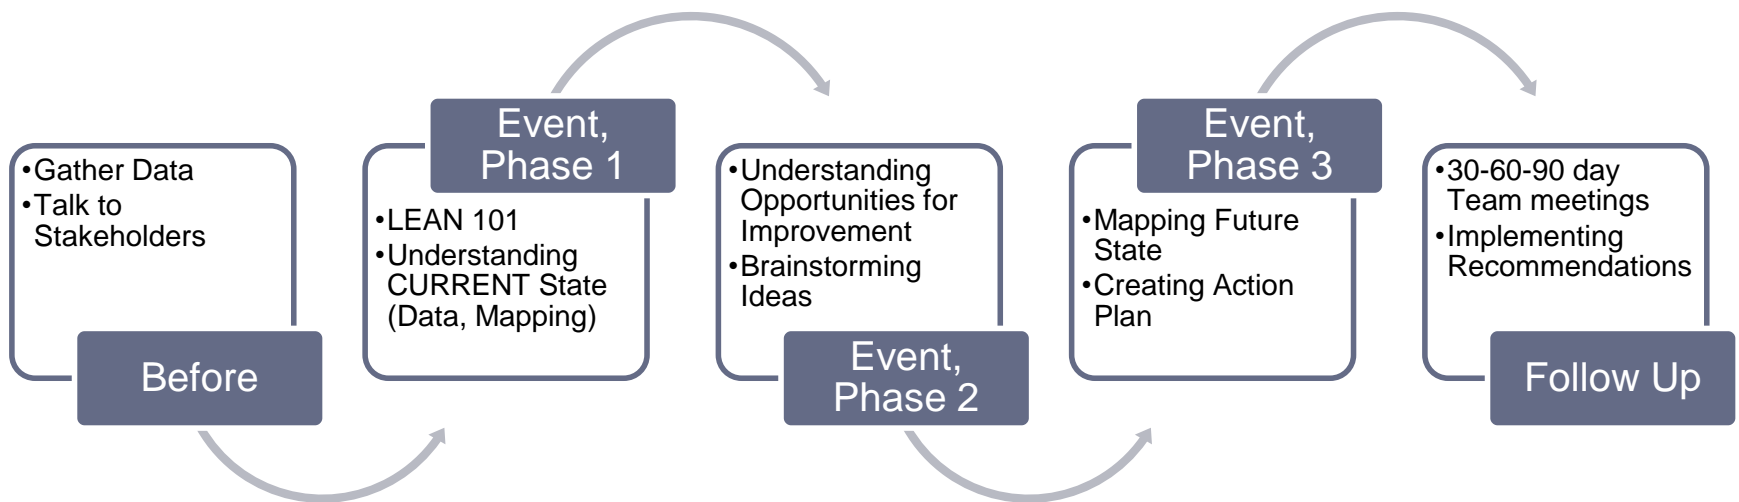 •Gather Data
•Talk to
Stakeholders
Before
Event,
Phase 1
•LEAN 101
•Understanding
CURRENT State
(Data, Mapping)
•Understanding
Opportunities for
Improvement
•Brainstorming
Ideas
Event,
Phase 2
Event,
Phase 3
•Mapping Future
State
•Creating Action
Plan
•30-60-90 day
Team meetings
•Implementing
Recommendations
Follow Up